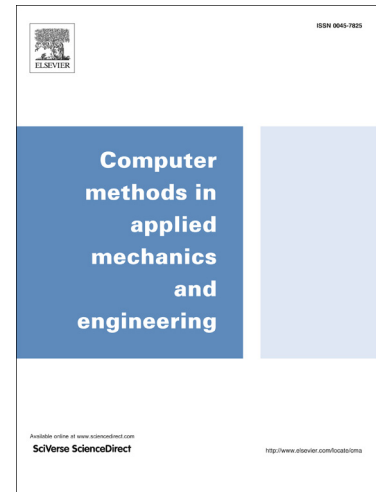 ISSN 0045-7825
ELSEVIER
Computer
methods in
applied
mechanics
and
engineering
Available online at www.sciencedirect.com
SciVerse ScienceDirect
http://www.elsevier.com/locate/cma